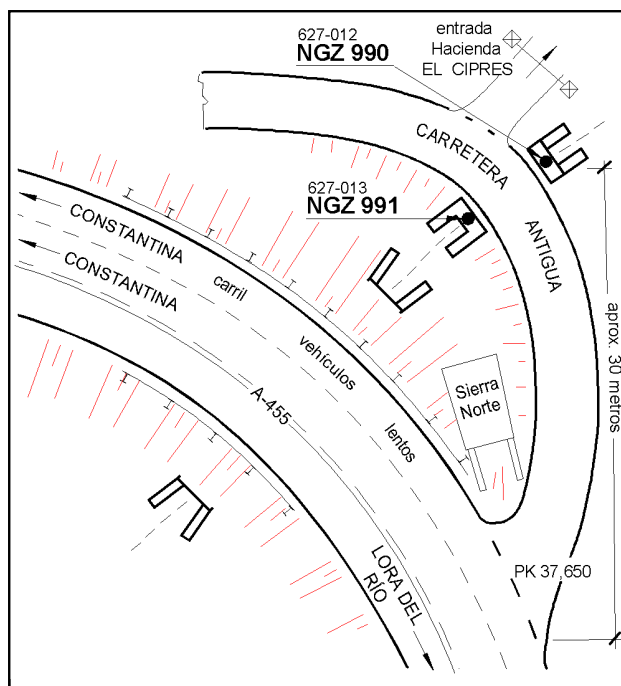 627-012
NGZ 990
entrada
Hacienda
EL CIPRES
CARRETERA
ANTIGUA
627-013
NGZ 991
CONSTANTINA
CONSTANTINA
carril
vehículos
lentos
A-455
Sierra
Norte
aprox. 30 metros
PK 37,650
LORA DEL
RÍO